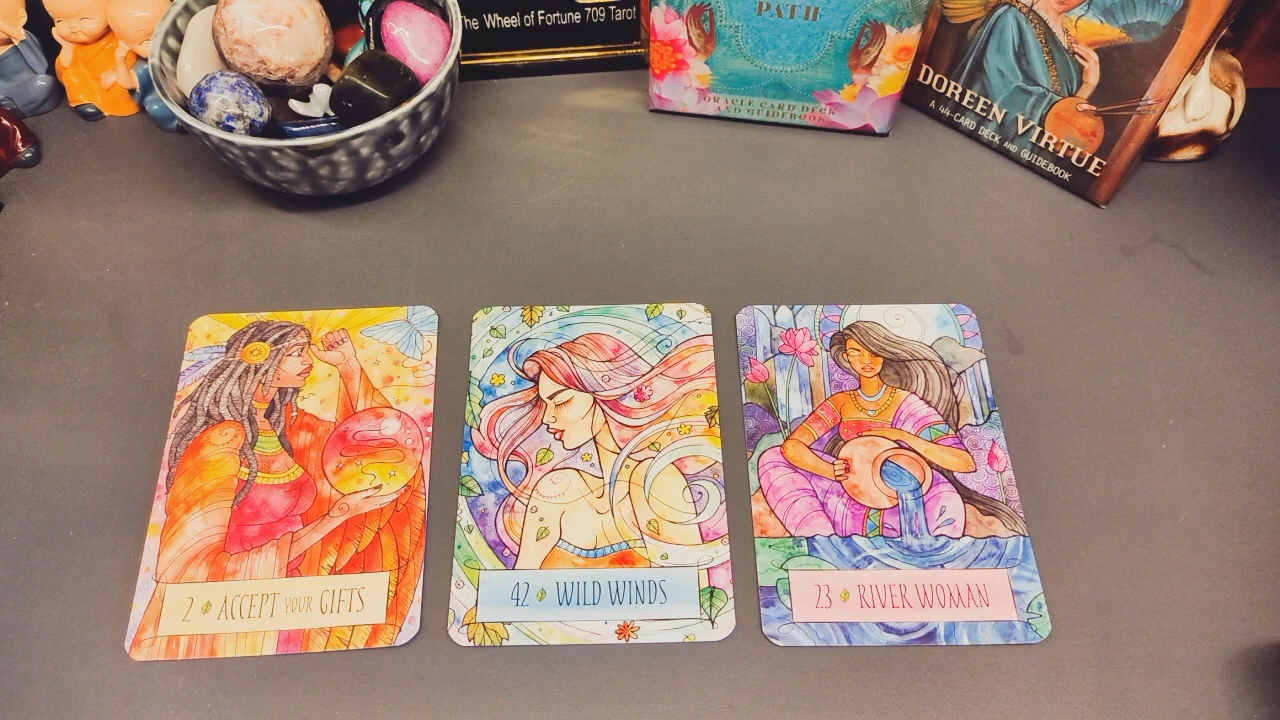 The Wheel of Fortune 709 Tarot
PATH
ORACLE CARD DECK
AND GUIDEBOOK
DOREEN VIRTUE
A 44-CARD DECK AND GUIDEBOOK
2 ACCEPT YOUR GIFTS
42 WILD WINDS
23 RIVER WOMAN